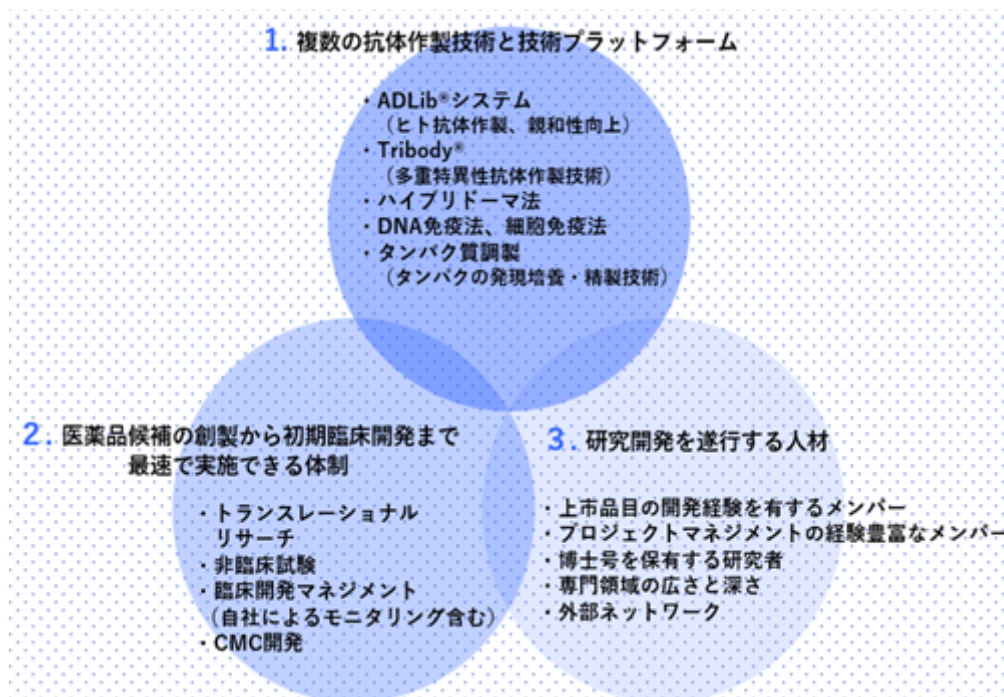 1. 複数の抗体作製技術と技術プラットフォーム
・ADLib®システム
（ヒト抗体作製、親和性向上）
・Tribody®
（多重特異性抗体作製技術）
・ハイブリドーマ法
・DNA免疫法、細胞免疫法
・タンパク質調製
（タンパクの発現培養・精製技術）
2. 医薬品候補の創製から初期臨床開発まで
最速で実施できる体制
・トランスレーショナル
リサーチ
・非臨床試験
・臨床開発マネジメント
（自社によるモニタリング含む）
・CMC開発
3. 研究開発を遂行する人材
・上市品目の開発経験を有するメンバー
・プロジェクトマネジメントの経験豊富なメンバー
・博士号を保有する研究者
・専門領域の広さと深さ
・外部ネットワーク